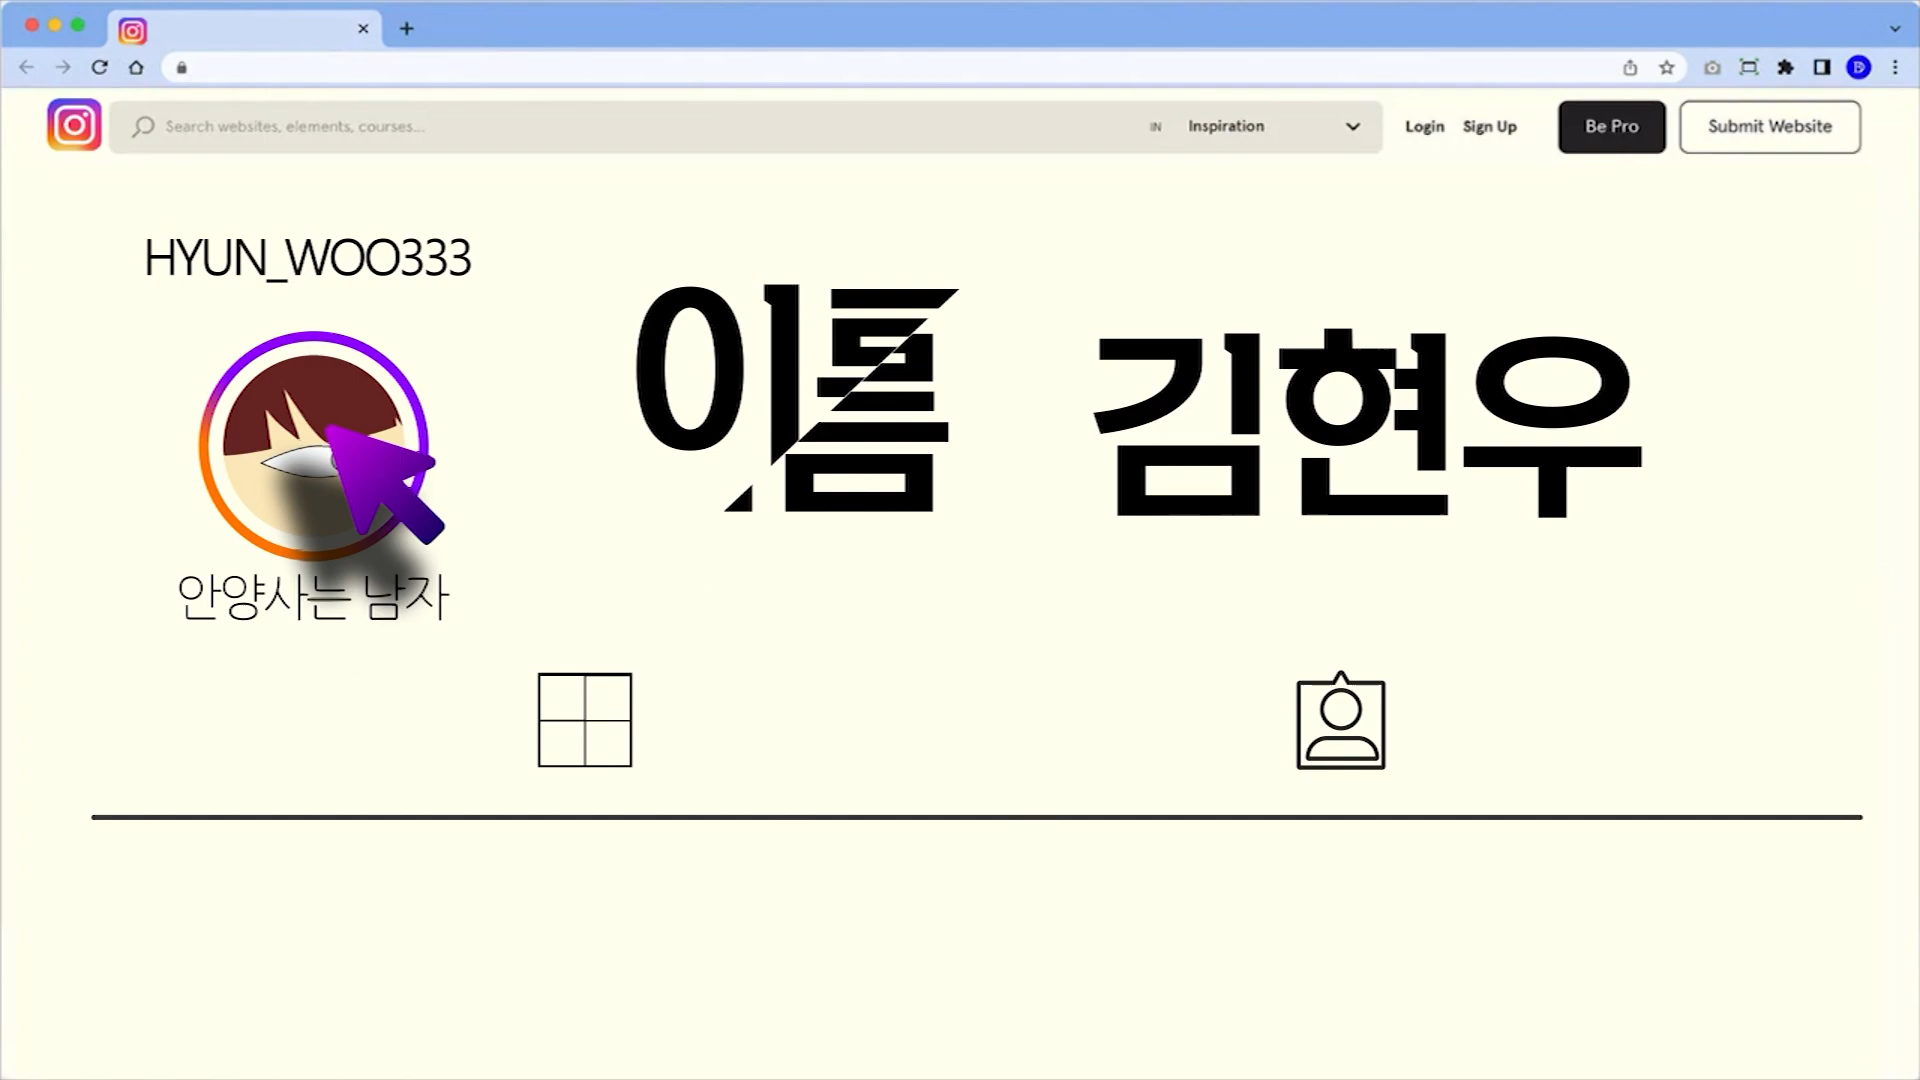 Search websites, elements, courses...
IN
Inspiration
Login
Sign Up
Be Pro
Submit Website
HYUN_WOO333
이름
김현우
안양사는 남자